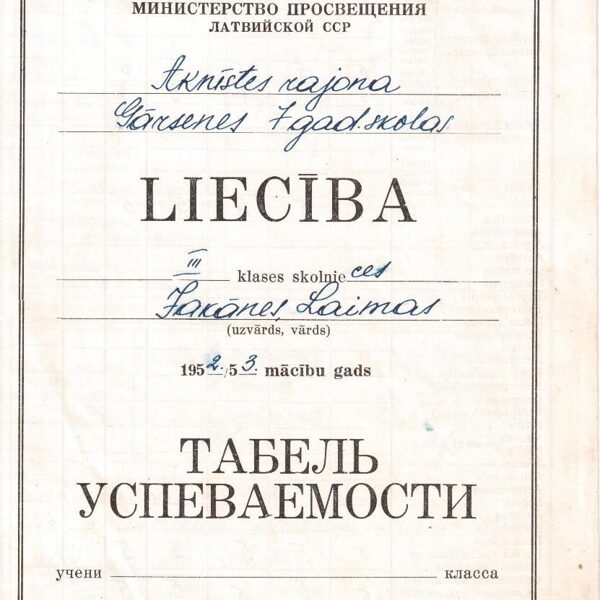 МИНИСТЕРСТВО ПРОСВЕЩЕНИЯ
ЛАТВИЙСКОЙ ССР
Aknīstes rajona
Gārsenes 7 gad. skolas
LIECĪBA
III klases skolnieces
Zarānes, Laimas
(uzvārds, vārds)
1952./53. mācību gads
ТАБЕЛЬ
УСПЕВАЕМОСТИ
учени класса